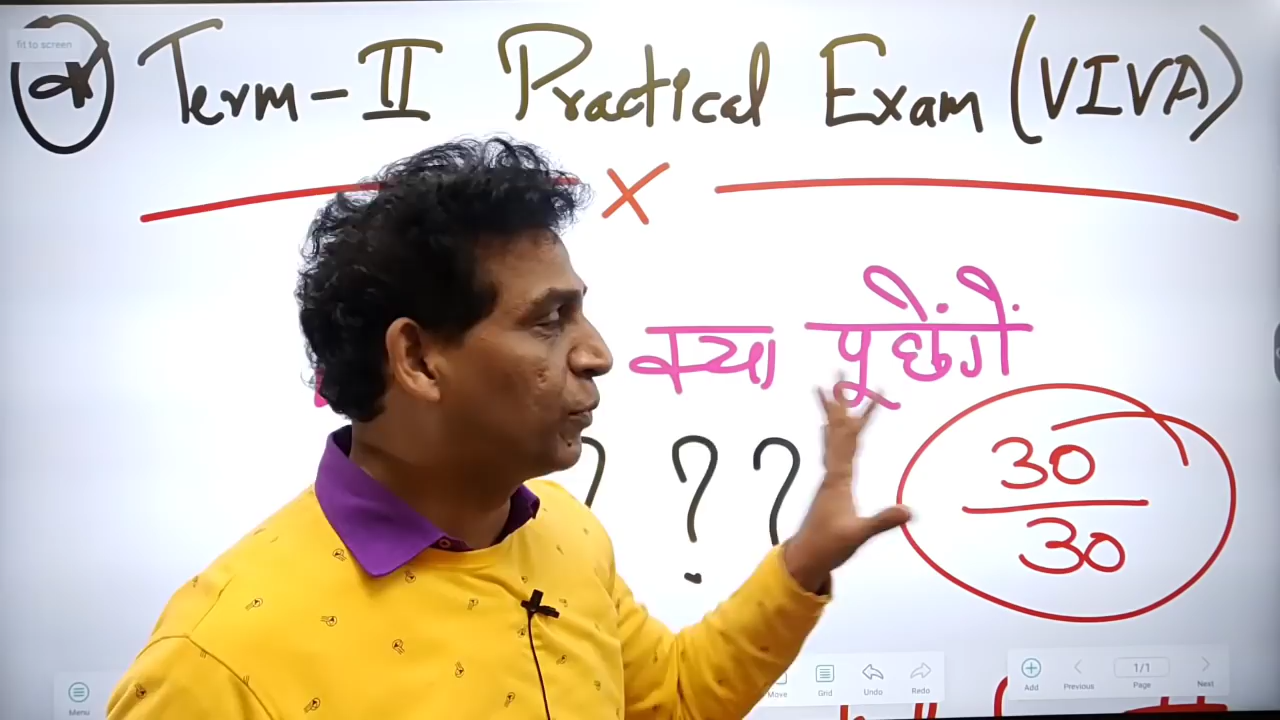 fit to screen
Term-II Practical Exam (VIVA)
×
क्या पूछेंगें
? ? ?
30
30
Menu
Move
Grid
Undo
Redo
Add
Previous
1/1
Page
Next